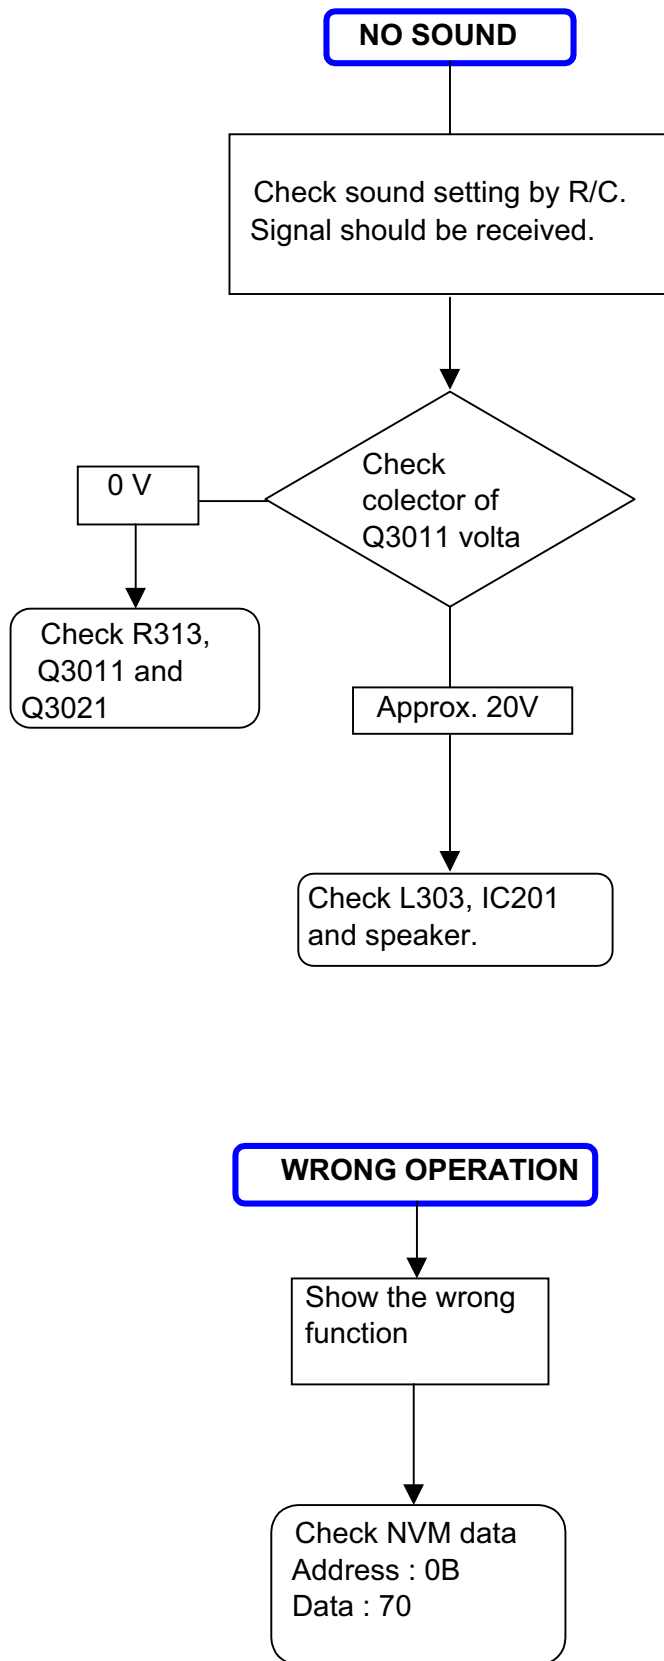 NO SOUND
Check sound setting by R/C.
Signal should be received.
Check
colector of
Q3011 volta
0 V
Check R313,
Q3011 and
Q3021
Approx. 20V
Check L303, IC201
and speaker.
WRONG OPERATION
Show the wrong
function
Check NVM data
Address : 0B
Data : 70